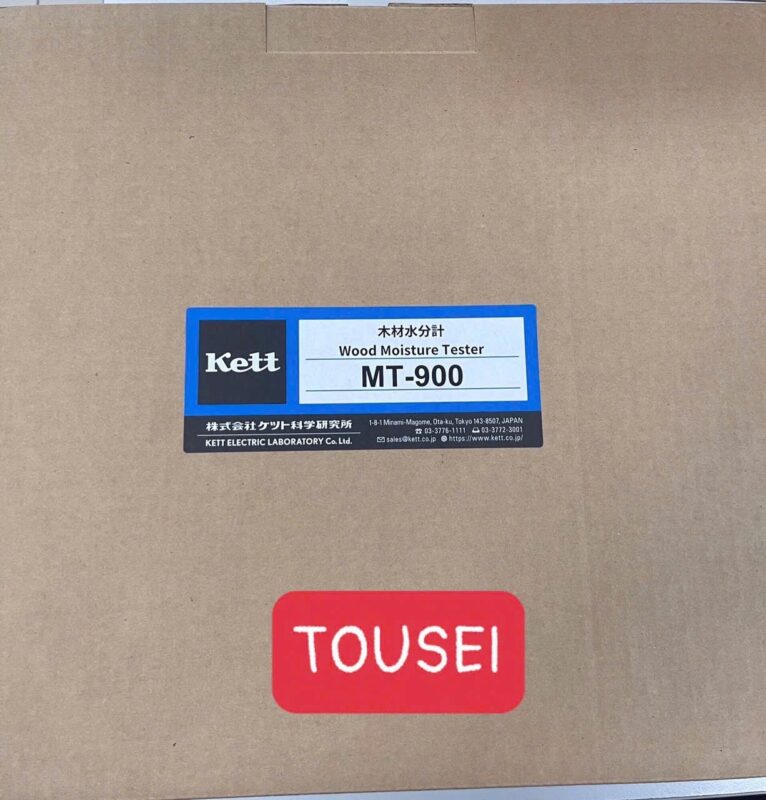 Kett
木材水分計
Wood Moisture Tester
MT-900
株式会社ケツト科学研究所
KETT ELECTRIC LABORATORY Co. Ltd.
1-8-1 Minami-Magome, Ota-ku, Tokyo 143-8507, JAPAN
☎ 03-3776-1111 03-3772-3001
✉ sales@kett.co.jp https://www.kett.co.jp/
TOUSEI